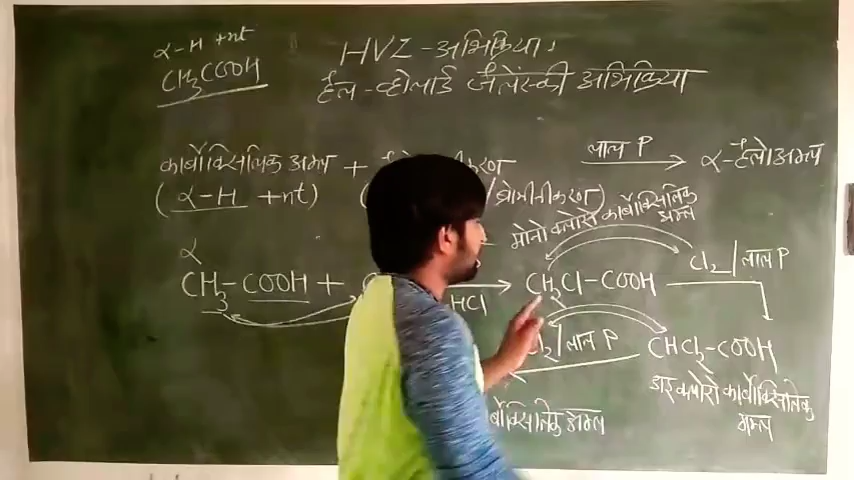 α-H +nt
CH3COOH
HVZ-अभिक्रिया
हैल-व्होलार्ड जैलेंस्की अभिक्रिया
कार्बोक्सिलिक अम्ल +
लाल P
α-हैलोअम्ल
(α-H +nt)
/ब्रोमीनीकरण)
मोनो क्लोरो कार्बोक्सिलिक
अम्ल
α
CH3-COOH +
HCl
CH2Cl-COOH
Cl2/लाल P
Cl2/लाल P
CHCl2-COOH
डाइक्लोरो कार्बोक्सिलिक
अम्ल